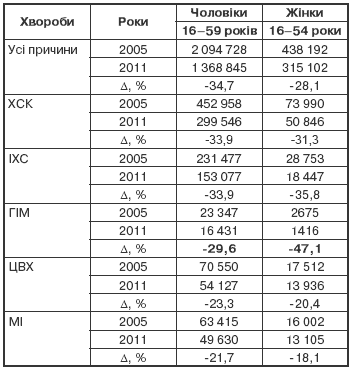 Хвороби Роки Чоловіки Жінки
16–59 років 16–54 роки
Усі причини 2005 2 094 728 438 192
2011 1 368 845 315 102
Δ, % -34,7 -28,1
ХСК 2005 452 958 73 990
2011 299 546 50 846
Δ, % -33,9 -31,3
ІХС 2005 231 477 28 753
2011 153 077 18 447
Δ, % -33,9 -35,8
ГІМ 2005 23 347 2675
2011 16 431 1416
Δ, % -29,6 -47,1
ЦВХ 2005 70 550 17 512
2011 54 127 13 936
Δ, % -23,3 -20,4
МІ 2005 63 415 16 002
2011 49 630 13 105
Δ, % -21,7 -18,1